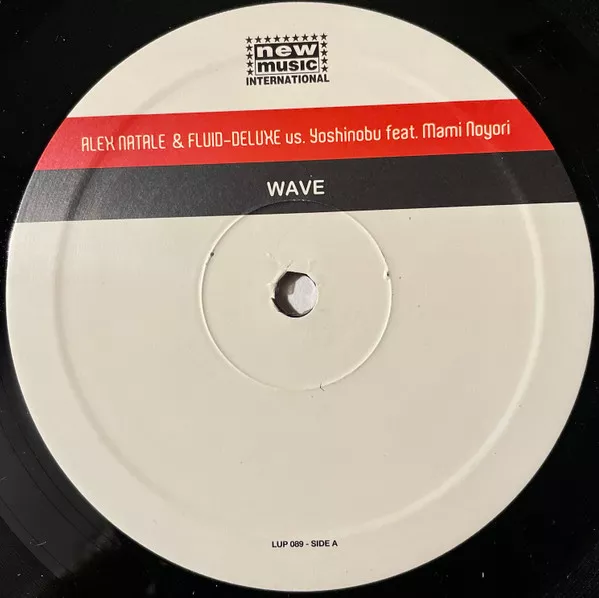 new
music
INTERNATIONAL
ALEX NATALE & FLUID-DELUXE vs. Yoshinobu feat. Mami Noyori
WAVE
LUP 089 - SIDE A